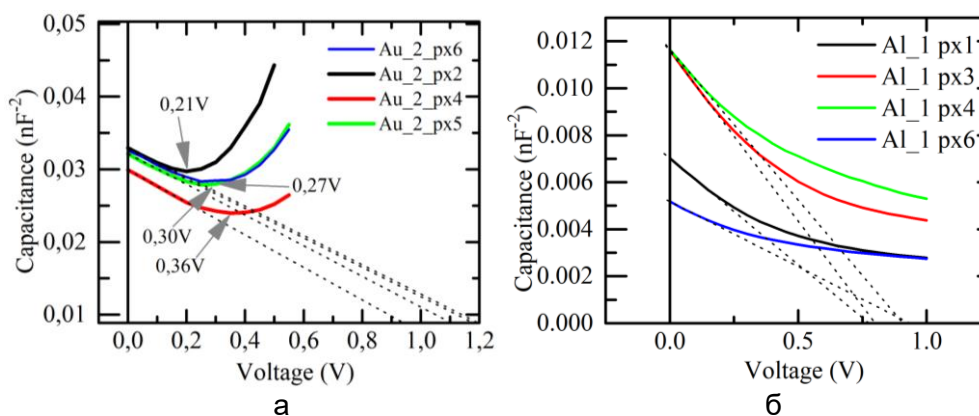 0,05
0,04
0,03
0,02
0,01
Capacitance (nF⁻²)
Au_2_px6
Au_2_px2
Au_2_px4
Au_2_px5
0,21V
0,27V
0,30V
0,36V
0,0 0,2 0,4 0,6 0,8 1,0 1,2
Voltage (V)
а
0.012
0.010
0.008
0.006
0.004
0.002
0.000
Capacitance (nF⁻²)
Al_1 px1
Al_1 px3
Al_1 px4
Al_1 px6
0.0 0.5 1.0
Voltage (V)
б